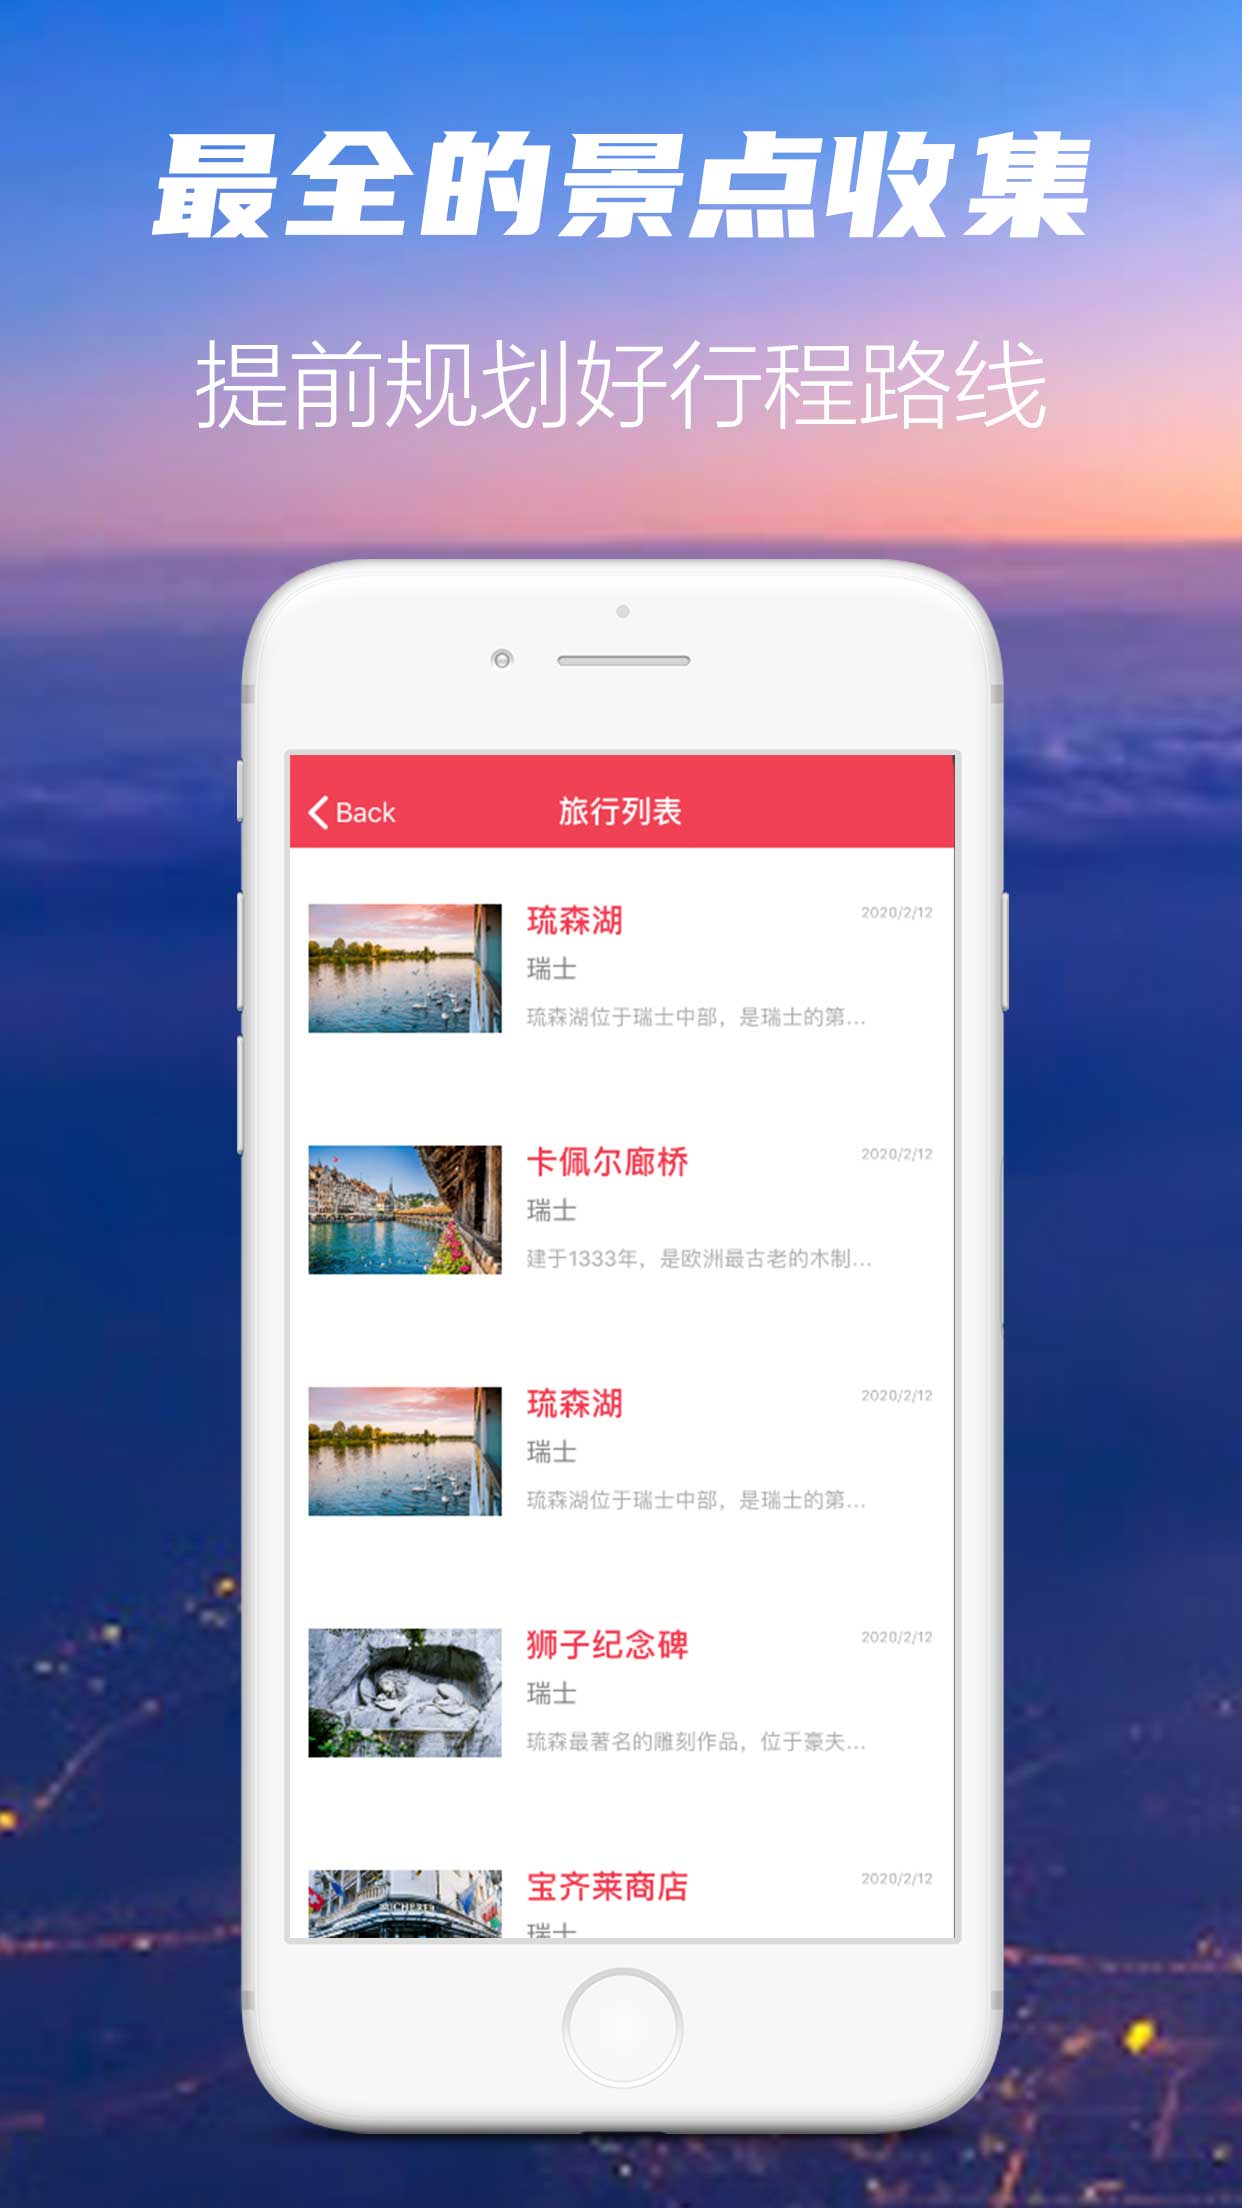 最全的景点收集
提前规划好行程路线
Back
旅行列表
琉森湖
2020/2/12
瑞士
琉森湖位于瑞士中部，是瑞士的第...
卡佩尔廊桥
2020/2/12
瑞士
建于1333年，是欧洲最古老的木制...
琉森湖
2020/2/12
瑞士
琉森湖位于瑞士中部，是瑞士的第...
狮子纪念碑
2020/2/12
瑞士
琉森最著名的雕刻作品，位于豪夫...
BUCHERER
宝齐莱商店
2020/2/12
瑞士